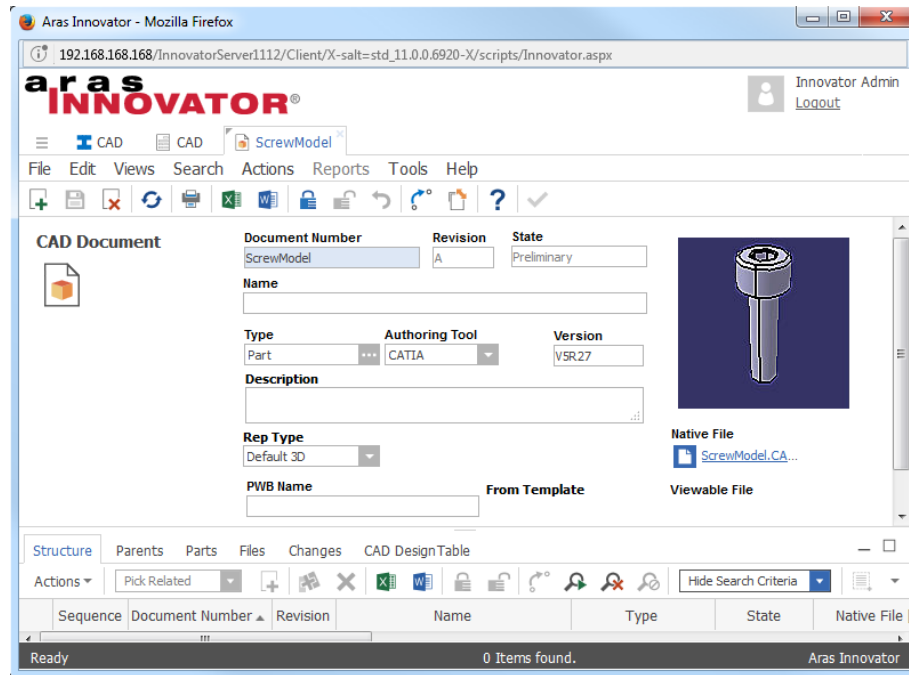 Aras Innovator - Mozilla Firefox
192.168.168.168/InnovatorServer1112/Client/X-salt=std_11.0.0.6920-X/scripts/Innovator.aspx
aras
INNOVATOR®
Innovator Admin
Logout
CAD CAD ScrewModel
File Edit Views Search Actions Reports Tools Help
CAD Document
Document Number Revision State
ScrewModel A Preliminary
Name
Type Authoring Tool Version
Part CATIA V5R27
Description
Rep Type
Default 3D
Native File
ScrewModel.CA...
PWB Name From Template Viewable File
Structure Parents Parts Files Changes CAD DesignTable
Actions Pick Related Hide Search Criteria
Sequence Document Number Revision Name Type State Native File
Ready 0 Items found. Aras Innovator